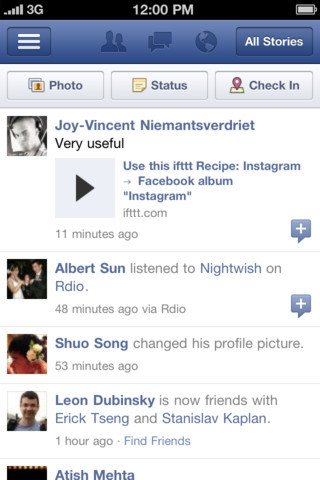 3G 12:00 PM
All Stories
Photo Status Check In
Joy-Vincent Niemantsverdriet
Very useful
Use this ifttt Recipe: Instagram
→ Facebook album
"Instagram"
ifttt.com
11 minutes ago
Albert Sun listened to Nightwish on
Rdio.
48 minutes ago via Rdio
Shuo Song changed his profile picture.
53 minutes ago
Leon Dubinsky is now friends with
Erick Tseng and Stanislav Kaplan.
1 hour ago · Find Friends
Atish Mehta